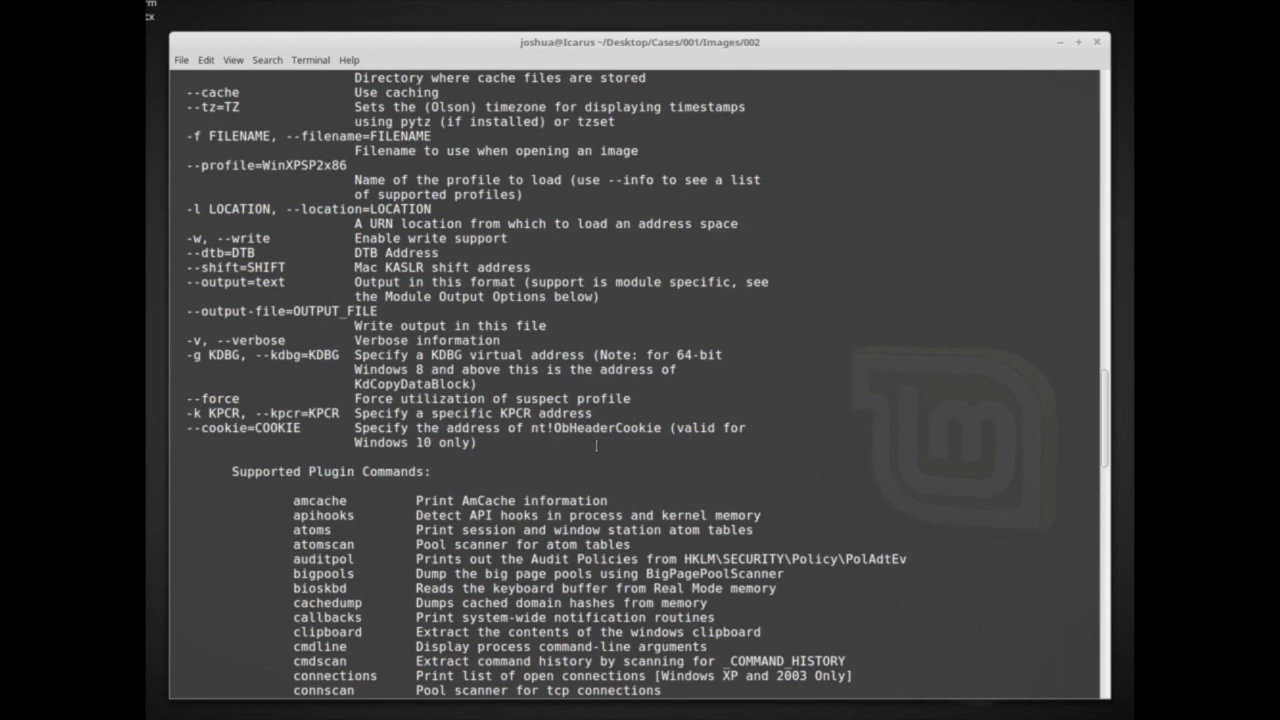 rm
cx
joshua@Icarus ~/Desktop/Cases/001/Images/002
File Edit View Search Terminal Help
Directory where cache files are stored
--cache Use caching
--tz=TZ Sets the (Olson) timezone for displaying timestamps
using pytz (if installed) or tzset
-f FILENAME, --filename=FILENAME
Filename to use when opening an image
--profile=WinXPSP2x86
Name of the profile to load (use --info to see a list
of supported profiles)
-l LOCATION, --location=LOCATION
A URN location from which to load an address space
-w, --write Enable write support
--dtb=DTB DTB Address
--shift=SHIFT Mac KASLR shift address
--output=text Output in this format (support is module specific, see
the Module Output Options below)
--output-file=OUTPUT_FILE
Write output in this file
-v, --verbose Verbose information
-g KDBG, --kdbg=KDBG Specify a KDBG virtual address (Note: for 64-bit
Windows 8 and above this is the address of
KdCopyDataBlock)
--force Force utilization of suspect profile
-k KPCR, --kpcr=KPCR Specify a specific KPCR address
--cookie=COOKIE Specify the address of nt!ObHeaderCookie (valid for
Windows 10 only)
Supported Plugin Commands:
amcache Print AmCache information
apihooks Detect API hooks in process and kernel memory
atoms Print session and window station atom tables
atomscan Pool scanner for atom tables
auditpol Prints out the Audit Policies from HKLM\SECURITY\Policy\PolAdtEv
bigpools Dump the big page pools using BigPagePoolScanner
bioskbd Reads the keyboard buffer from Real Mode memory
cachedump Dumps cached domain hashes from memory
callbacks Print system-wide notification routines
clipboard Extract the contents of the windows clipboard
cmdline Display process command-line arguments
cmdscan Extract command history by scanning for _COMMAND_HISTORY
connections Print list of open connections [Windows XP and 2003 Only]
connscan Pool scanner for tcp connections